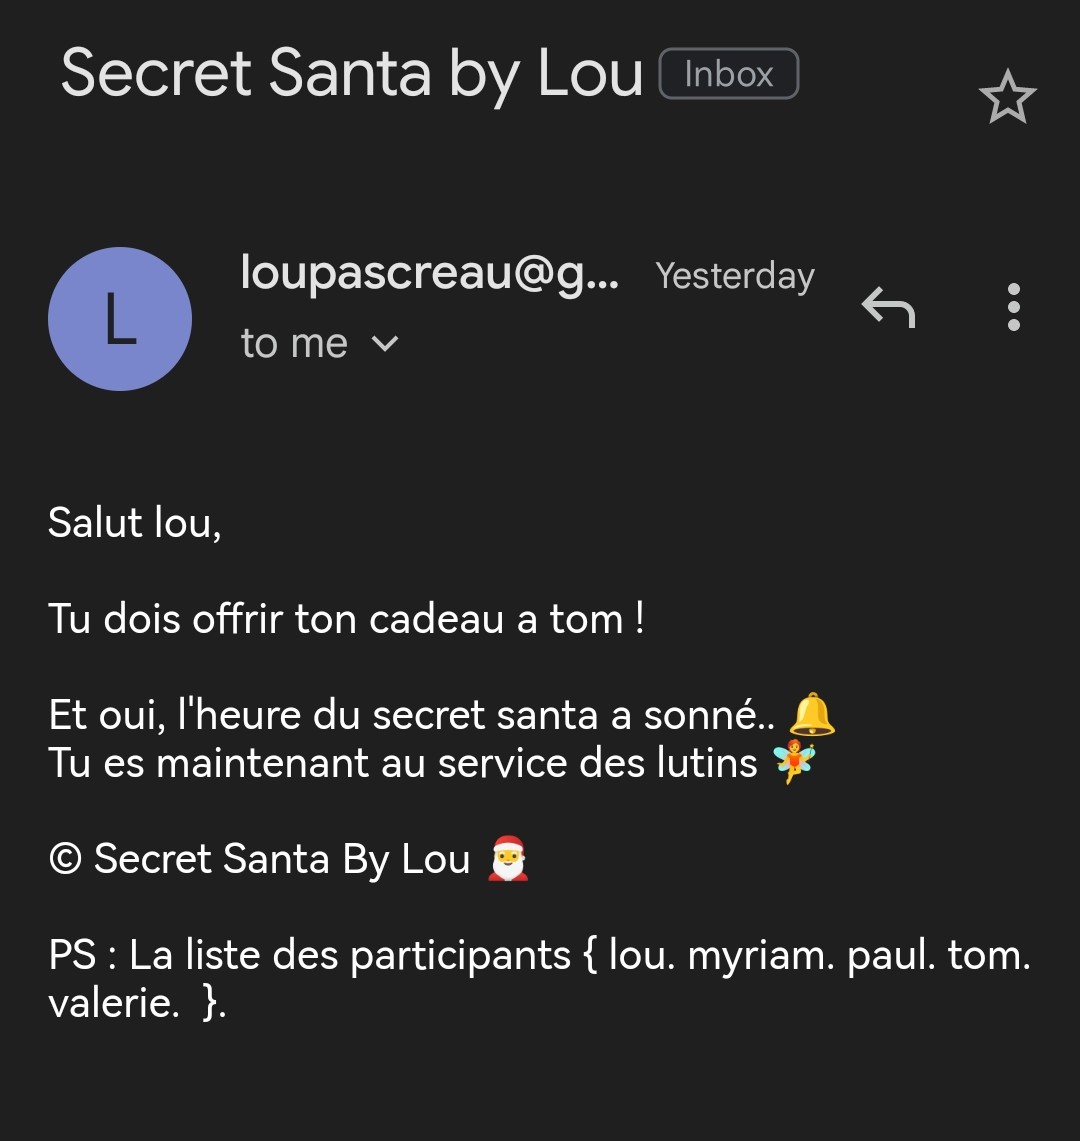 Secret Santa by Lou Inbox
loupascreau@g... Yesterday
to me
L
Salut lou,
Tu dois offrir ton cadeau a tom !
Et oui, l'heure du secret santa a sonné.. 🔔
Tu es maintenant au service des lutins 🧚
© Secret Santa By Lou 🎅
PS : La liste des participants { lou. myriam. paul. tom.
valerie.  }.